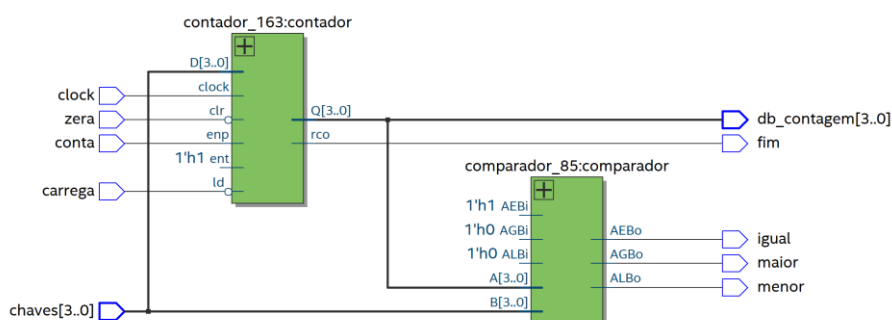 contador_163:contador
D[3..0]
clock
clock
zera
clr
Q[3..0]
db_contagem[3..0]
conta
enp
rco
fim
1'h1 ent
carrega
ld
comparador_85:comparador
1'h1 AEBi
1'h0 AGBi
AEBo
igual
1'h0 ALBi
AGBo
maior
A[3..0]
ALBo
menor
chaves[3..0]
B[3..0]